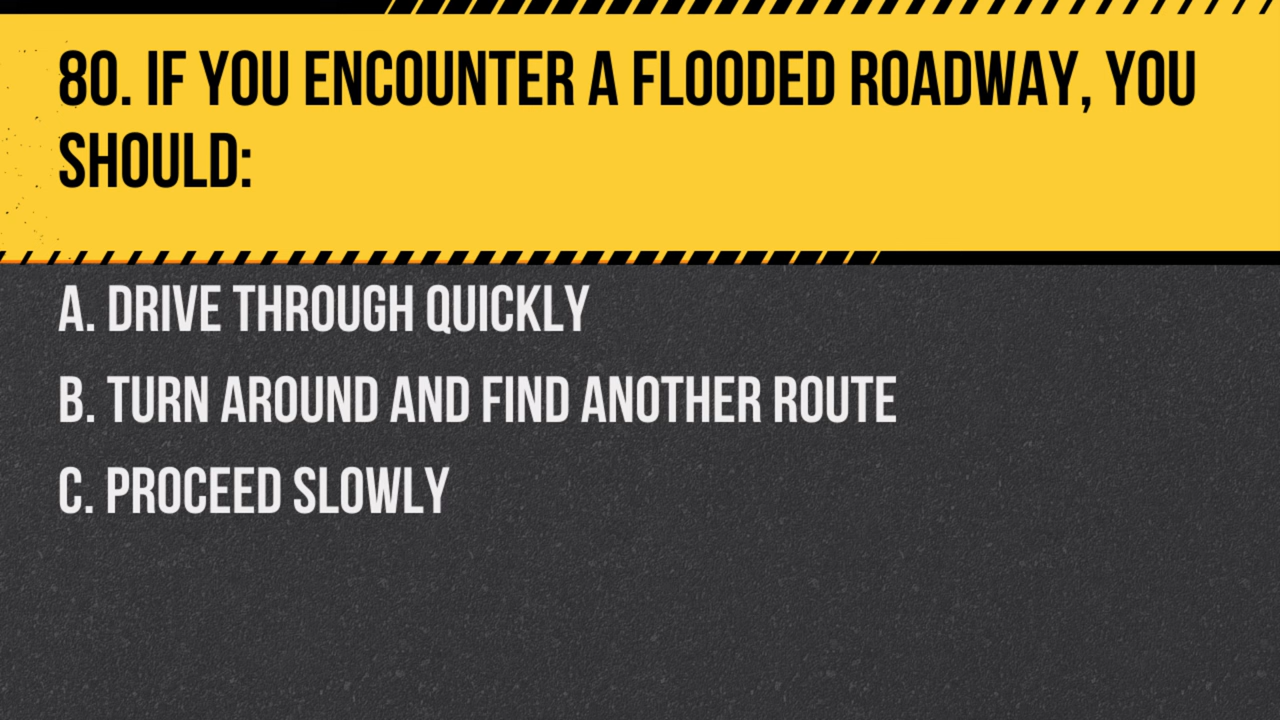 80. IF YOU ENCOUNTER A FLOODED ROADWAY, YOU
SHOULD:
A. DRIVE THROUGH QUICKLY
B. TURN AROUND AND FIND ANOTHER ROUTE
C. PROCEED SLOWLY